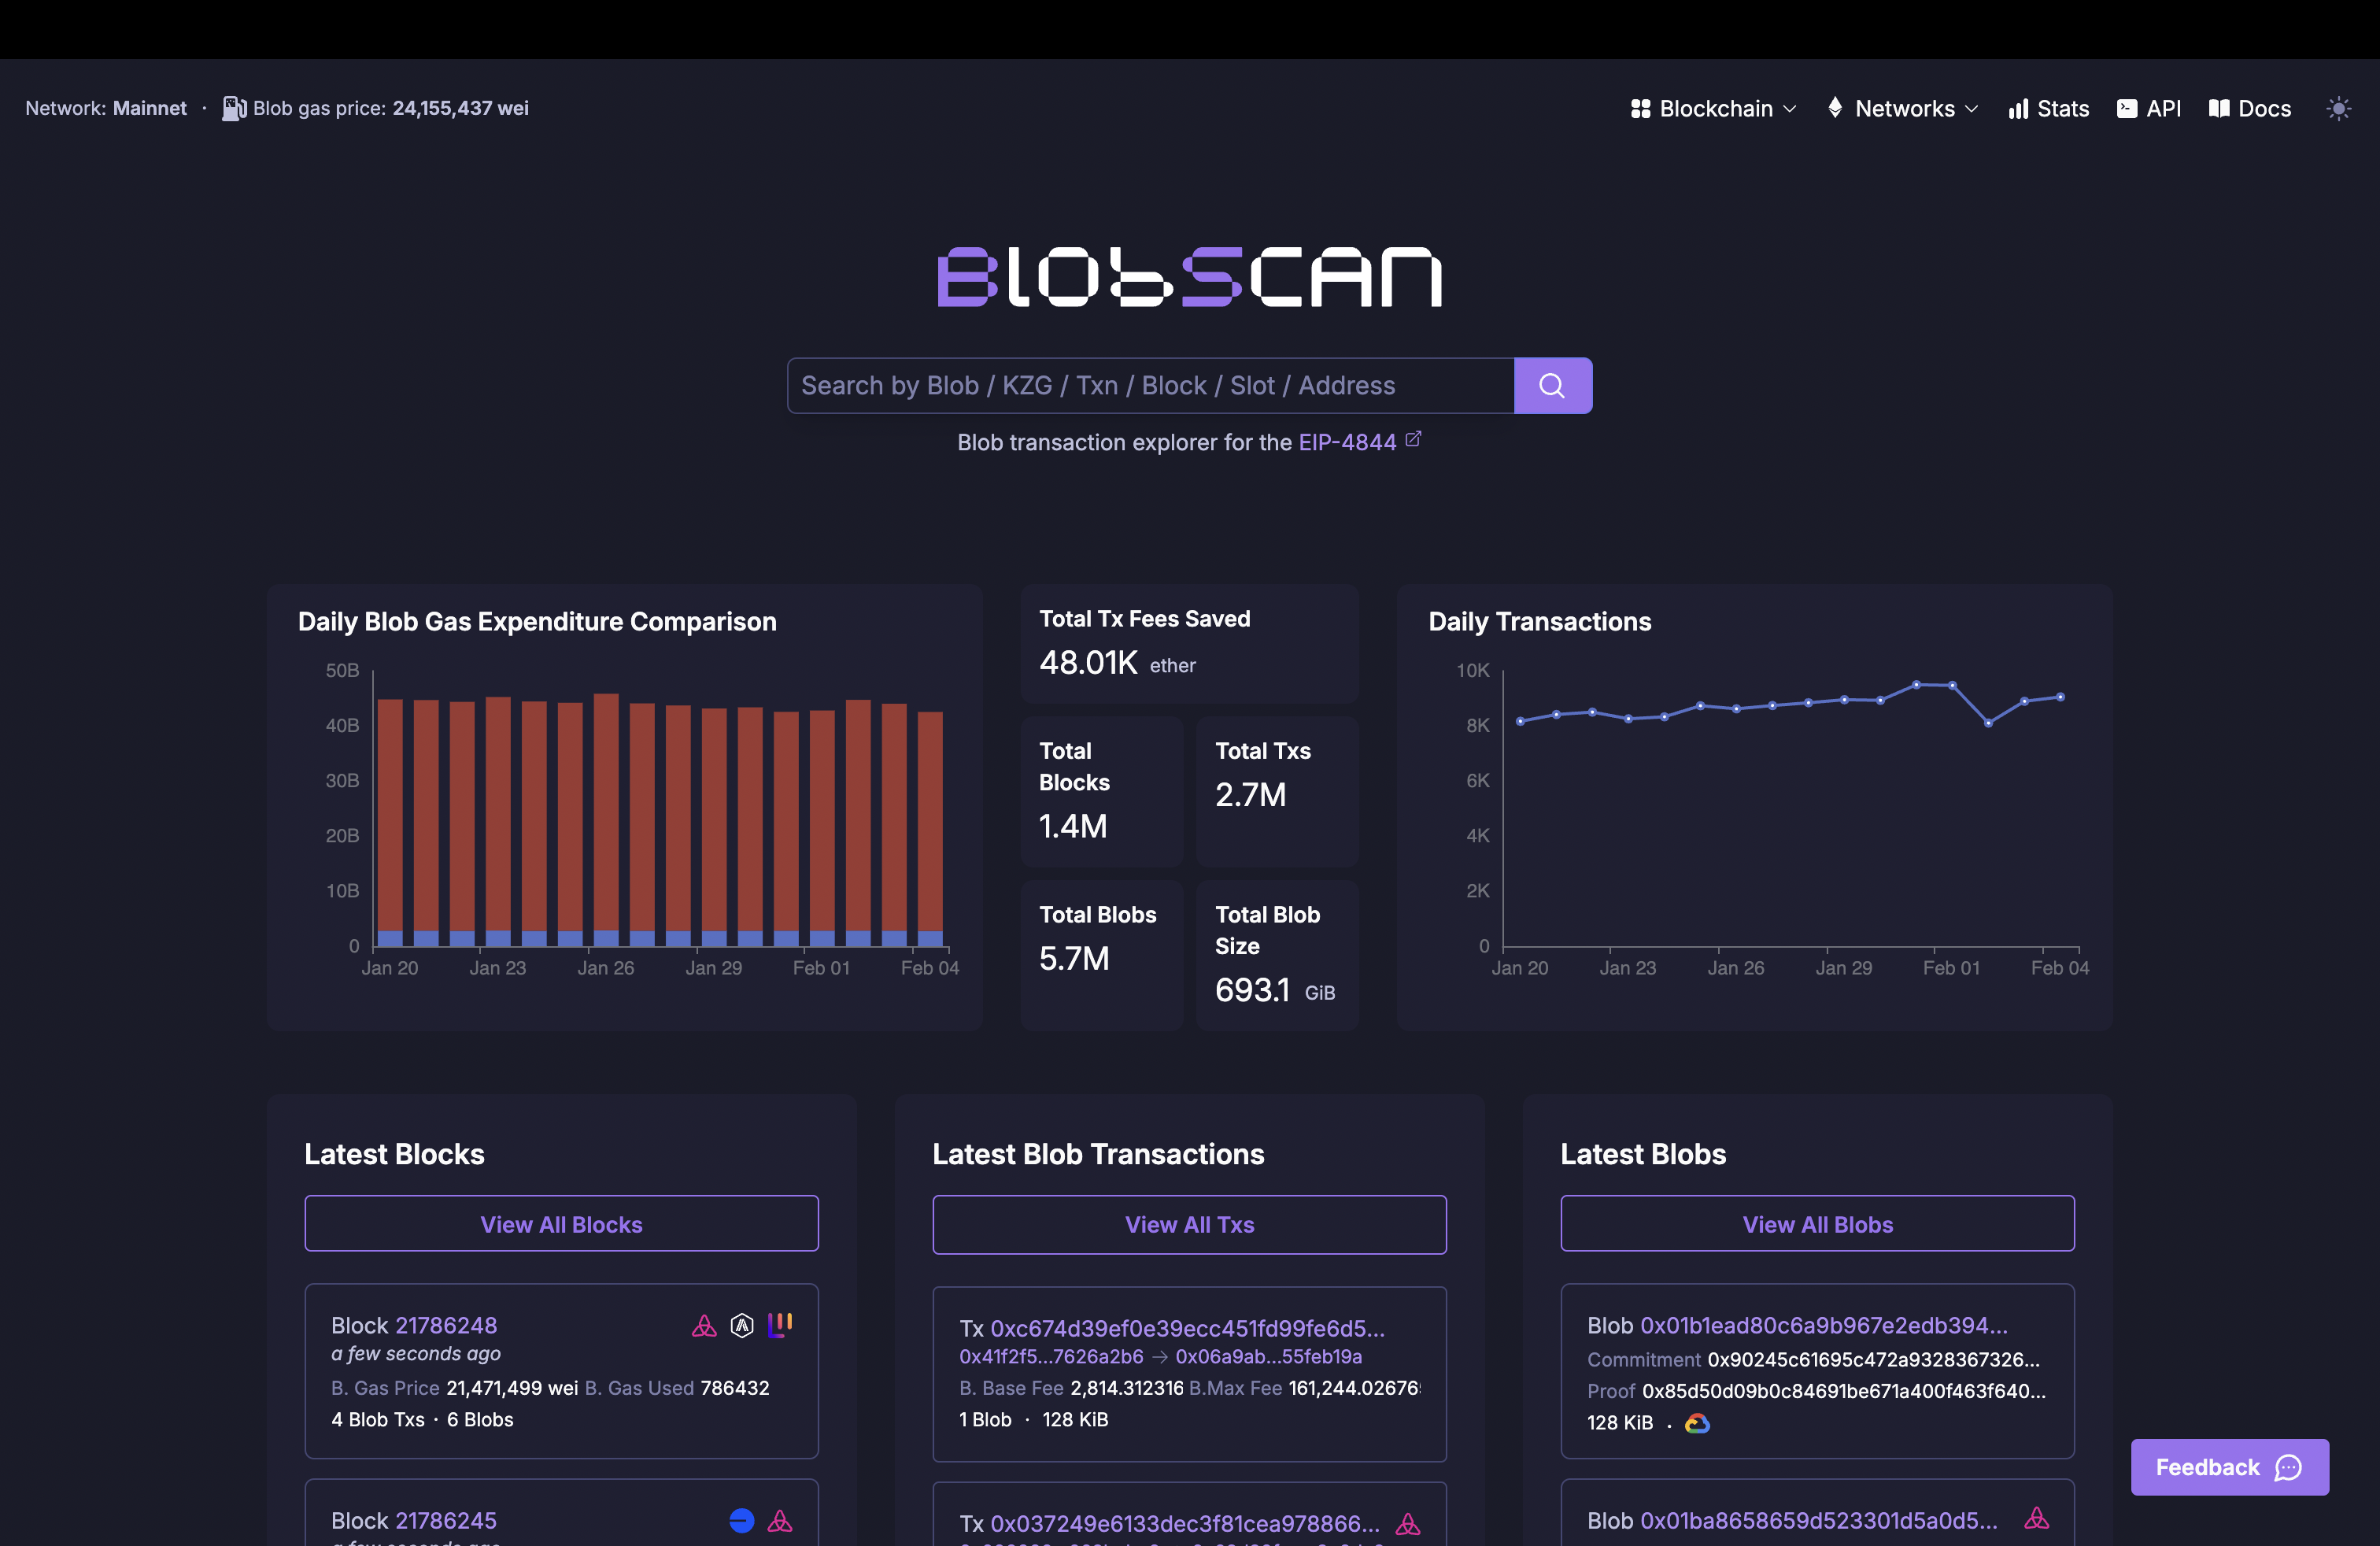 Network: Mainnet · Blob gas price: 24,155,437 wei
Blockchain
Networks
Stats
API
Docs
BlobScan
Search by Blob / KZG / Txn / Block / Slot / Address
Blob transaction explorer for the EIP-4844
Daily Blob Gas Expenditure Comparison
50B
40B
30B
20B
10B
0
Jan 20 Jan 23 Jan 26 Jan 29 Feb 01 Feb 04
Total Tx Fees Saved
48.01K ether
Total
Blocks
1.4M
Total Txs
2.7M
Total Blobs
5.7M
Total Blob
Size
693.1 GiB
Daily Transactions
10K
8K
6K
4K
2K
0
Jan 20 Jan 23 Jan 26 Jan 29 Feb 01 Feb 04
Latest Blocks
View All Blocks
Block 21786248
a few seconds ago
B. Gas Price 21,471,499 wei B. Gas Used 786432
4 Blob Txs · 6 Blobs
Block 21786245
Latest Blob Transactions
View All Txs
Tx 0xc674d39ef0e39ecc451fd99fe6d5...
0x41f2f5...7626a2b6 → 0x06a9ab...55feb19a
B. Base Fee 2,814.312316 B.Max Fee 161,244.02676
1 Blob · 128 KiB
Tx 0x037249e6133dec3f81cea978866...
Latest Blobs
View All Blobs
Blob 0x01b1ead80c6a9b967e2edb394...
Commitment 0x90245c61695c472a9328367326...
Proof 0x85d50d09b0c84691be671a400f463f640...
128 KiB ·
Blob 0x01ba8658659d523301d5a0d5...
Feedback